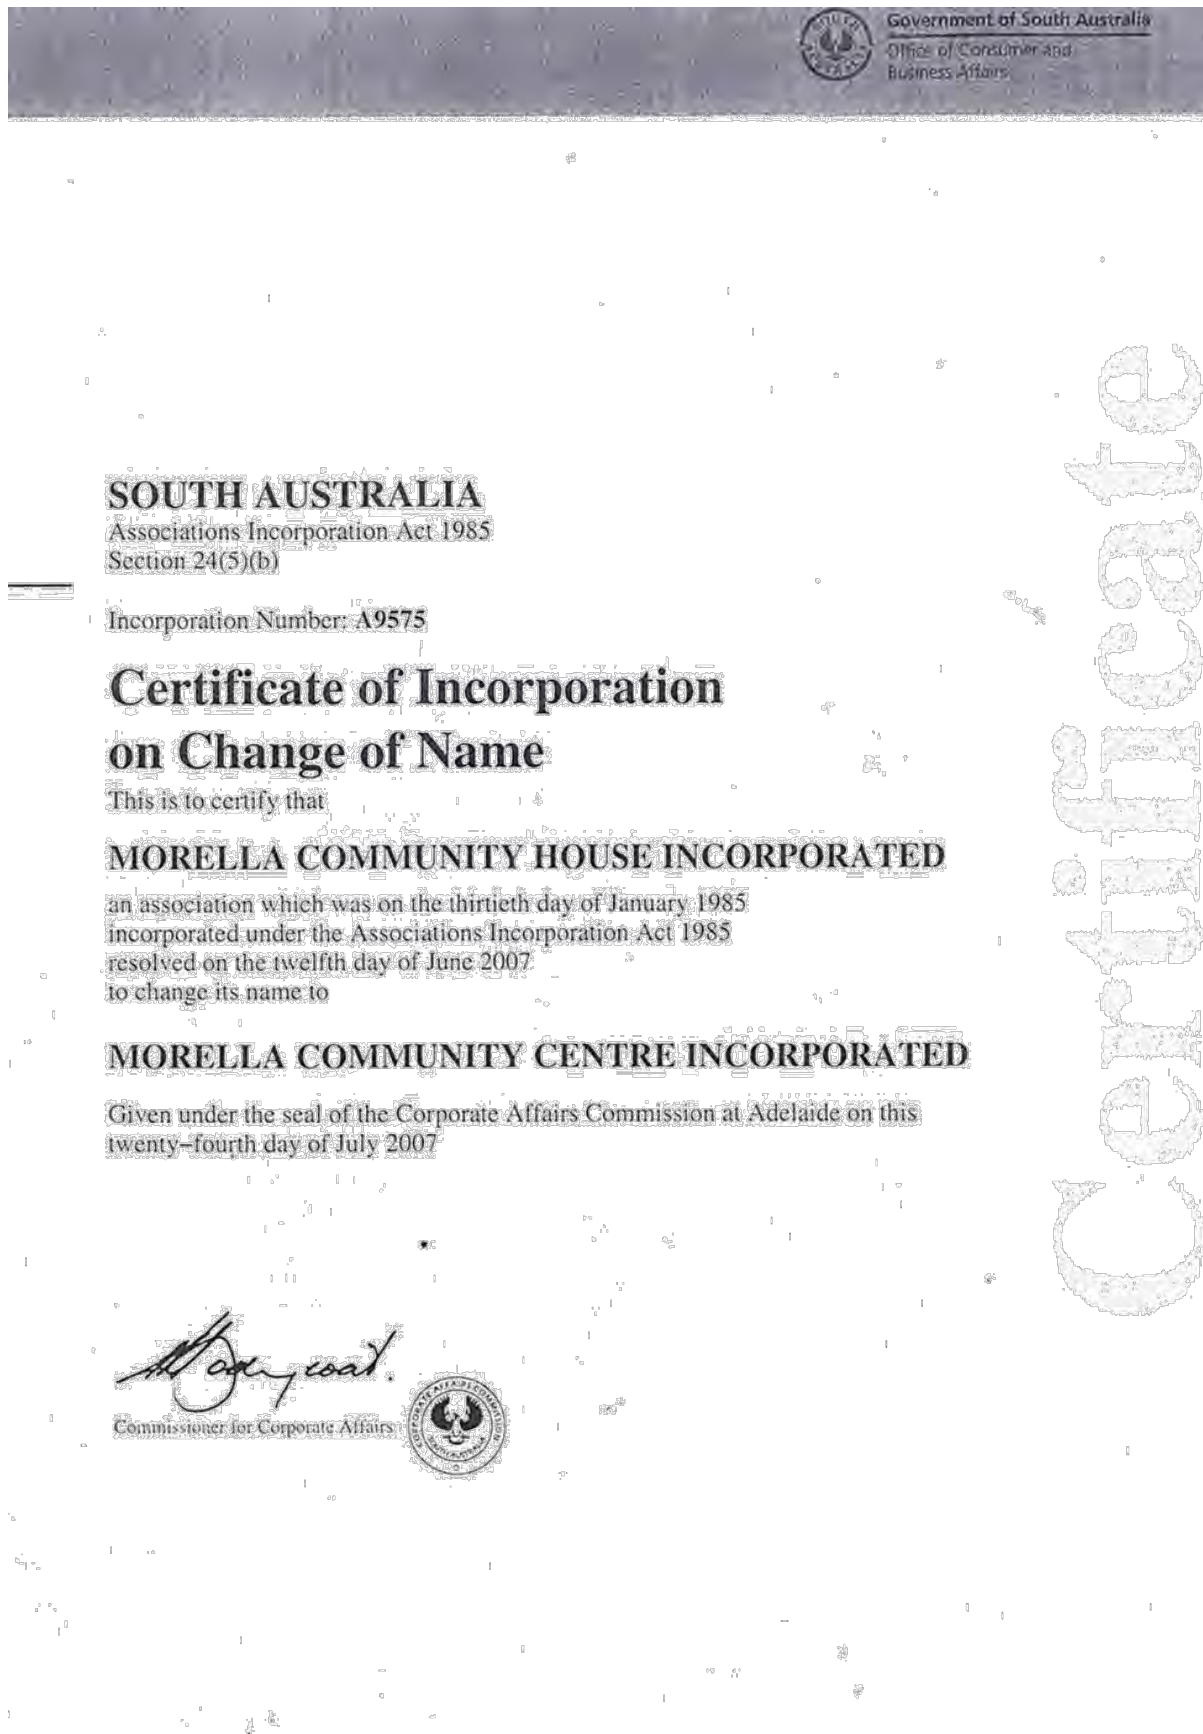 Government of South Australia
Office of Consumer and
Business Affairs
SOUTH AUSTRALIA
Associations Incorporation Act 1985
Section 24(5)(b)
Incorporation Number: A9575
Certificate of Incorporation
on Change of Name
This is to certify that
MORELLA COMMUNITY HOUSE INCORPORATED
an association which was on the thirtieth day of January 1985
incorporated under the Associations Incorporation Act 1985
resolved on the twelfth day of June 2007
to change its name to
MORELLA COMMUNITY CENTRE INCORPORATED
Given under the seal of the Corporate Affairs Commission at Adelaide on this
twenty–fourth day of July 2007
Commissioner for Corporate Affairs
CORPORATE AFFAIRS COMMISSION
SOUTH AUSTRALIA
Certificate